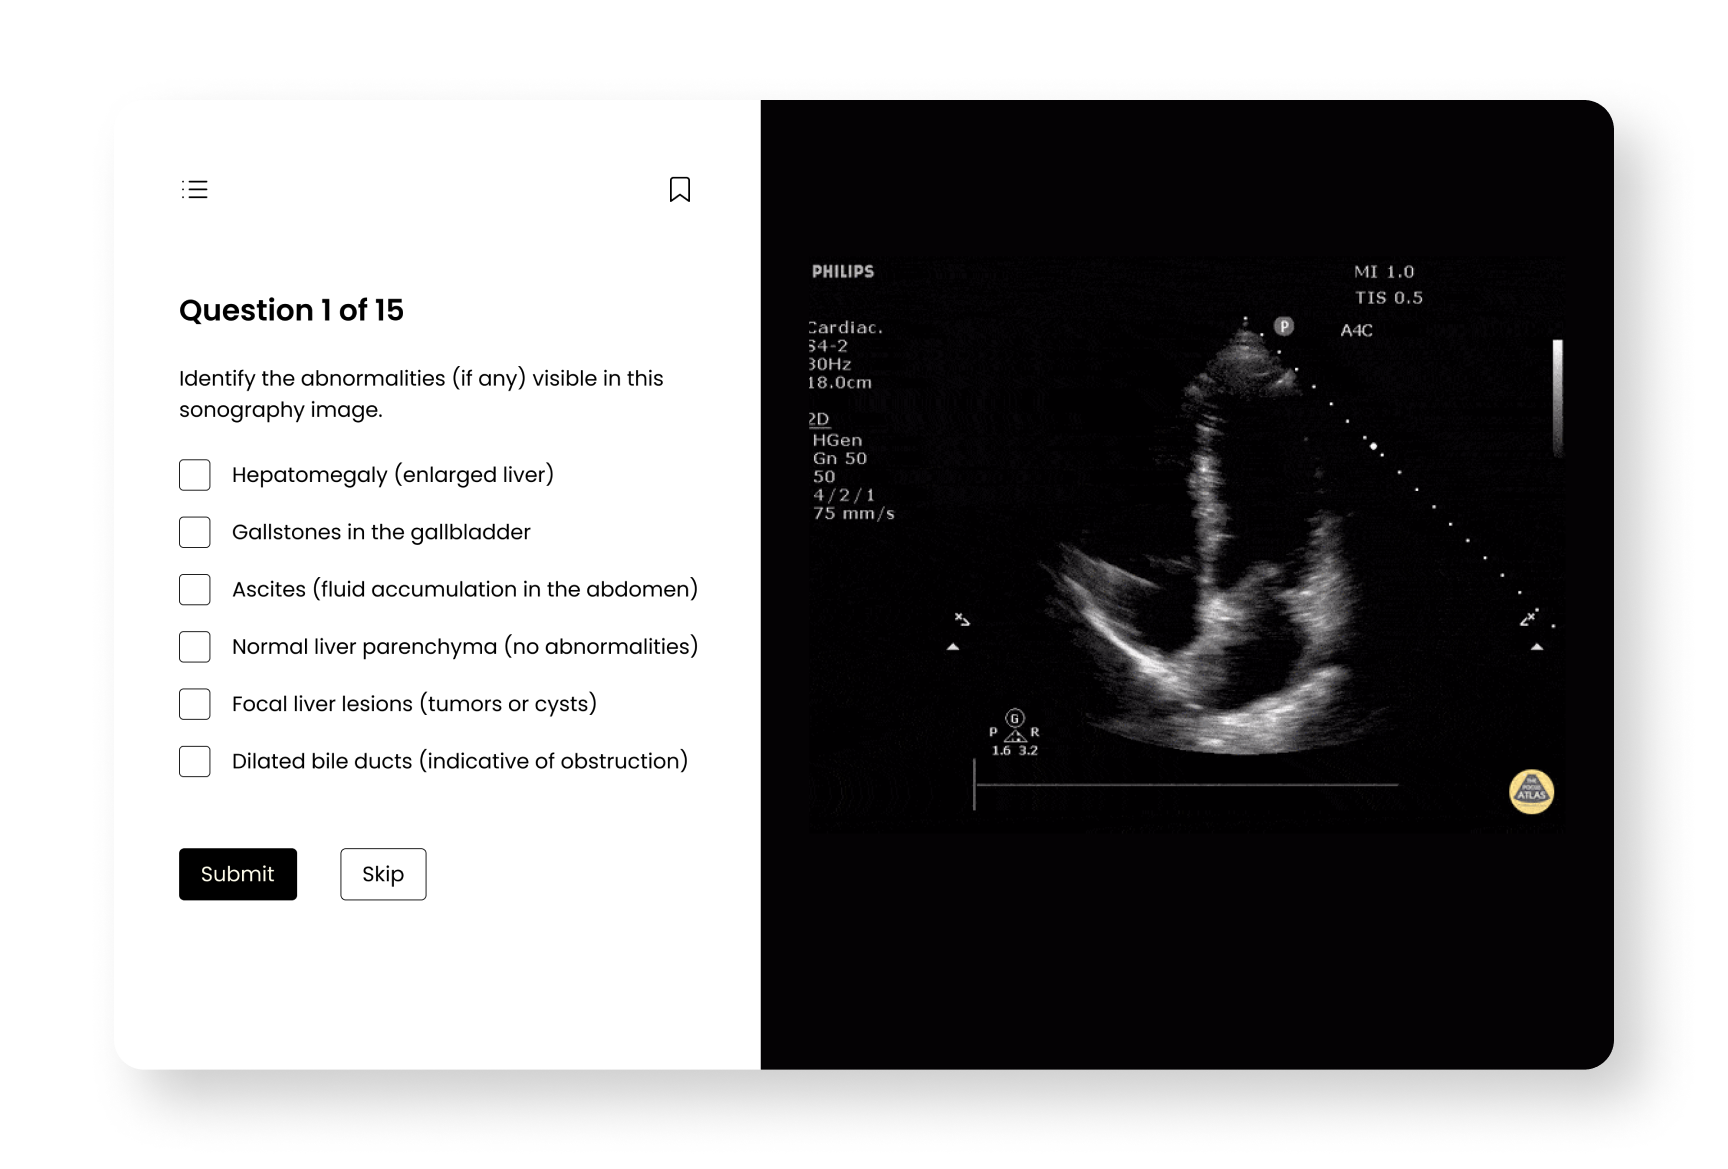 Question 1 of 15
Identify the abnormalities (if any) visible in this
sonography image.
Hepatomegaly (enlarged liver)
Gallstones in the gallbladder
Ascites (fluid accumulation in the abdomen)
Normal liver parenchyma (no abnormalities)
Focal liver lesions (tumors or cysts)
Dilated bile ducts (indicative of obstruction)
Submit
Skip
PHILIPS
MI 1.0
TIS 0.5
A4C
P
Cardiac.
S4-2
30Hz
18.0cm
2D
HGen
Gn 50
50
4/2/1
75 mm/s
G
P R
1.6 3.2
THE
POCUS
ATLAS